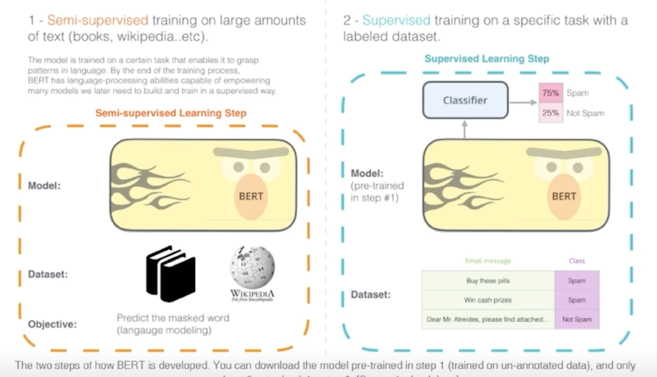 1 - Semi-supervised training on large amounts
of text (books, wikipedia..etc).
The model is trained on a certain task that enables it to grasp
patterns in language. By the end of the training process,
BERT has language-processing abilities capable of empowering
many models we later need to build and train in a supervised way.
Semi-supervised Learning Step
Model:
BERT
Dataset:
WIKIPEDIA
Die freie Enzyklopädie
Objective:
Predict the masked word
(langauge modeling)
2 - Supervised training on a specific task with a
labeled dataset.
Supervised Learning Step
Classifier
75% Spam
25% Not Spam
Model:
(pre-trained
in step #1)
BERT
Dataset:
Email message Class
Buy these pills Spam
Win cash prizes Spam
Dear Mr. Atreides, please find attached... Not Spam
The two steps of how BERT is developed. You can download the model pre-trained in step 1 (trained on un-annotated data), and only